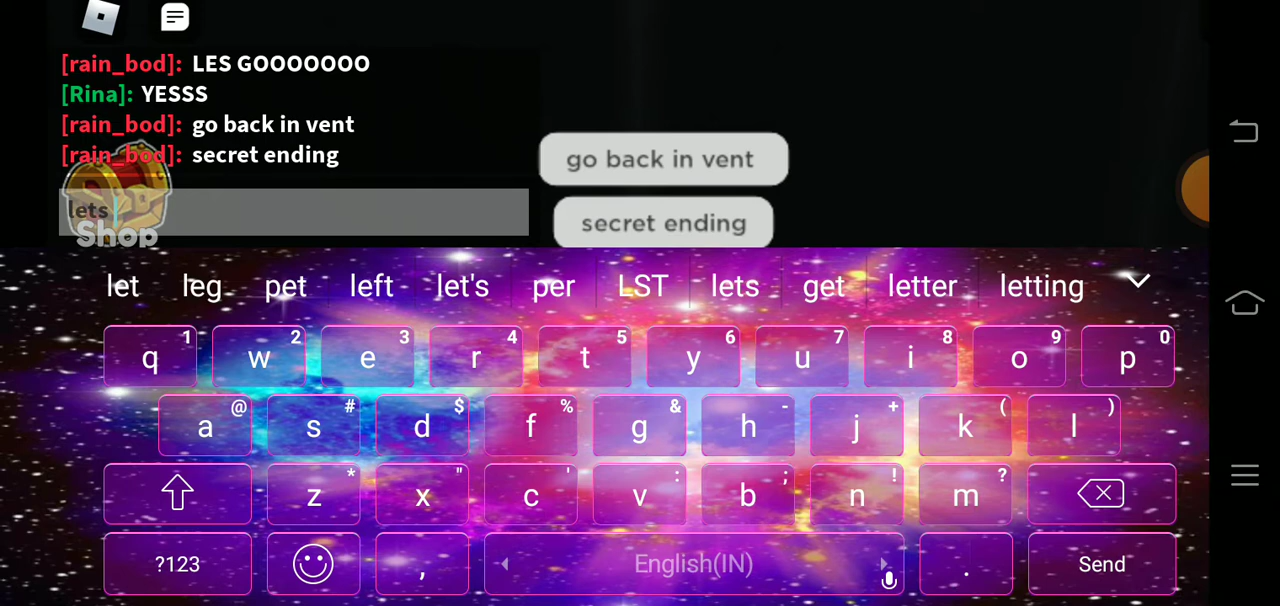 [rain_bod]: LES GOOOOOOO
[Rina]: YESSS
[rain_bod]: go back in vent
[rain_bod]: secret ending
go back in vent
secret ending
lets
Shop
let leg pet left let's per LST lets get letter letting
q 1 w 2 e 3 r 4 t 5 y 6 u 7 i 8 o 9 p 0
a @ s # d $ f % g & h - j + k ( l )
z * x " c ' v : b ; n ! m ?
?123 , English(IN) . Send